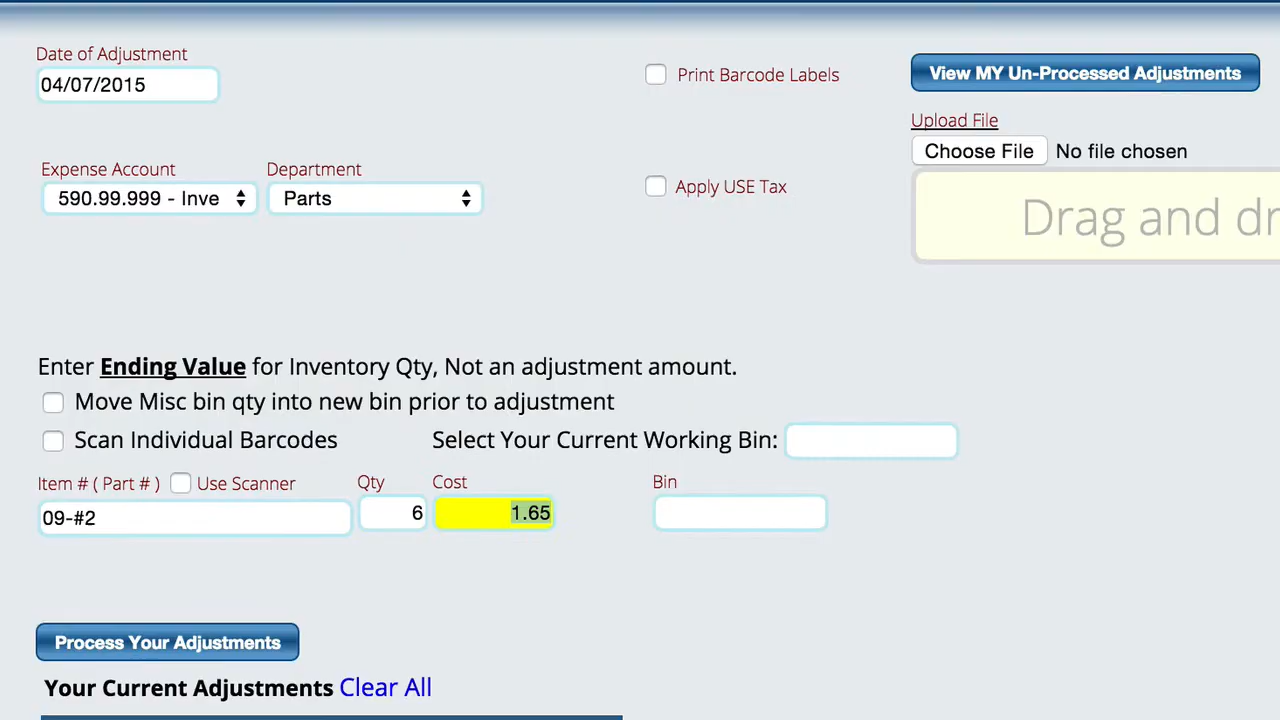 Date of Adjustment
04/07/2015
Print Barcode Labels
View MY Un-Processed Adjustments
Upload File
Choose File No file chosen
Expense Account Department
590.99.999 - Inve Parts
Apply USE Tax
Drag and dr
Enter Ending Value for Inventory Qty, Not an adjustment amount.
Move Misc bin qty into new bin prior to adjustment
Scan Individual Barcodes Select Your Current Working Bin:
Item # ( Part # ) Use Scanner Qty Cost Bin
09-#2 6 1.65
Process Your Adjustments
Your Current Adjustments Clear All